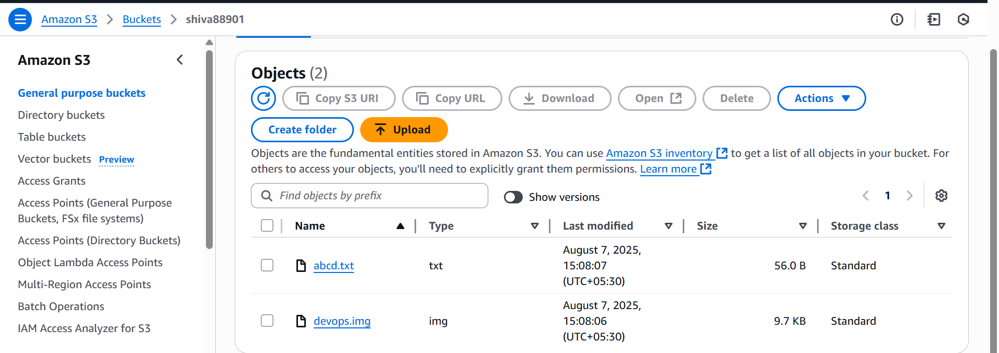 Amazon S3 > Buckets > shiva88901
Amazon S3
General purpose buckets
Directory buckets
Table buckets
Vector buckets Preview
Access Grants
Access Points (General Purpose
Buckets, FSx file systems)
Access Points (Directory Buckets)
Object Lambda Access Points
Multi-Region Access Points
Batch Operations
IAM Access Analyzer for S3
Objects (2)
Copy S3 URI Copy URL Download Open Delete Actions
Create folder Upload
Objects are the fundamental entities stored in Amazon S3. You can use Amazon S3 inventory to get a list of all objects in your bucket. For
others to access your objects, you'll need to explicitly grant them permissions. Learn more
Find objects by prefix Show versions 1
Name Type Last modified Size Storage class
abcd.txt txt August 7, 2025, 56.0 B Standard
15:08:07
(UTC+05:30)
devops.img img August 7, 2025, 9.7 KB Standard
15:08:06
(UTC+05:30)